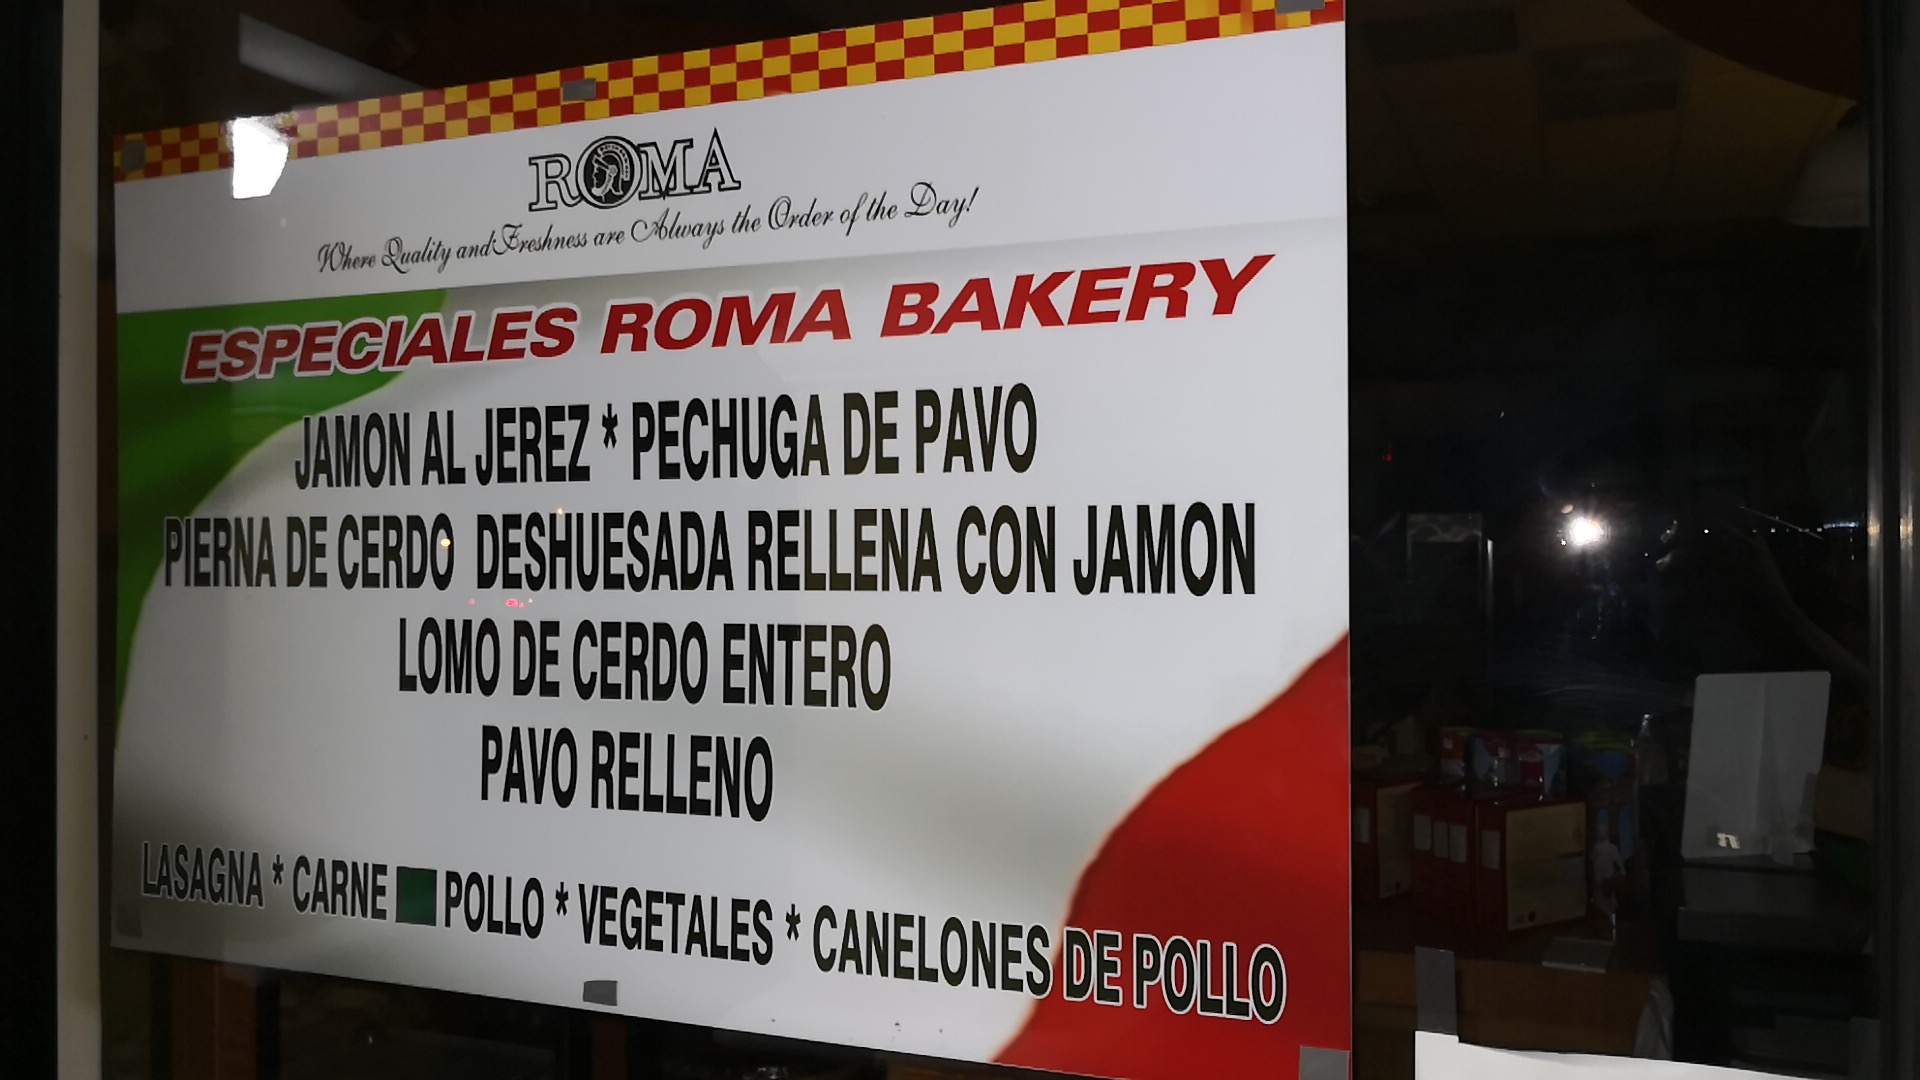 ROMA
Where Quality and Freshness are Always the Order of the Day!
ESPECIALES ROMA BAKERY
JAMON AL JEREZ * PECHUGA DE PAVO
PIERNA DE CERDO DESHUESADA RELLENA CON JAMON
LOMO DE CERDO ENTERO
PAVO RELLENO
LASAGNA * CARNE POLLO * VEGETALES * CANELONES DE POLLO